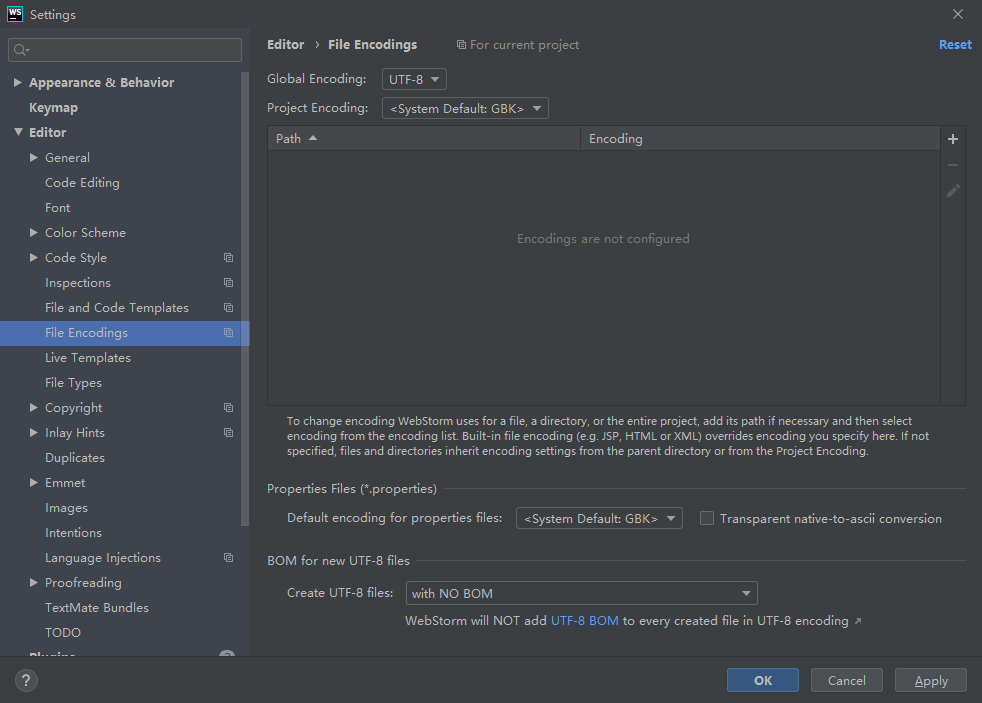 WS
Settings
Editor › File Encodings
For current project
Reset
Appearance & Behavior
Keymap
Editor
General
Code Editing
Font
Color Scheme
Code Style
Inspections
File and Code Templates
File Encodings
Live Templates
File Types
Copyright
Inlay Hints
Duplicates
Emmet
Images
Intentions
Language Injections
Proofreading
TextMate Bundles
TODO
Plugins
Global Encoding: UTF-8
Project Encoding: <System Default: GBK>
Path Encoding
Encodings are not configured
To change encoding WebStorm uses for a file, a directory, or the entire project, add its path if necessary and then select
encoding from the encoding list. Built-in file encoding (e.g. JSP, HTML or XML) overrides encoding you specify here. If not
specified, files and directories inherit encoding settings from the parent directory or from the Project Encoding.
Properties Files (*.properties)
Default encoding for properties files: <System Default: GBK> Transparent native-to-ascii conversion
BOM for new UTF-8 files
Create UTF-8 files: with NO BOM
WebStorm will NOT add UTF-8 BOM to every created file in UTF-8 encoding ↗
?
OK Cancel Apply